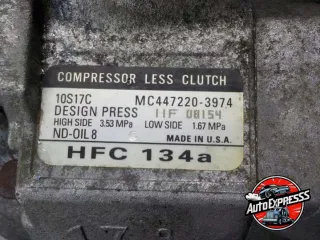 COMPRESSOR LESS CLUTCH
10S17C MC447220-3974
DESIGN PRESS 11F 08154
HIGH SIDE 3.53 MPa LOW SIDE 1.67 MPa
ND-OIL 8 MADE IN U.S.A.
HFC 134a
AutoExpresss